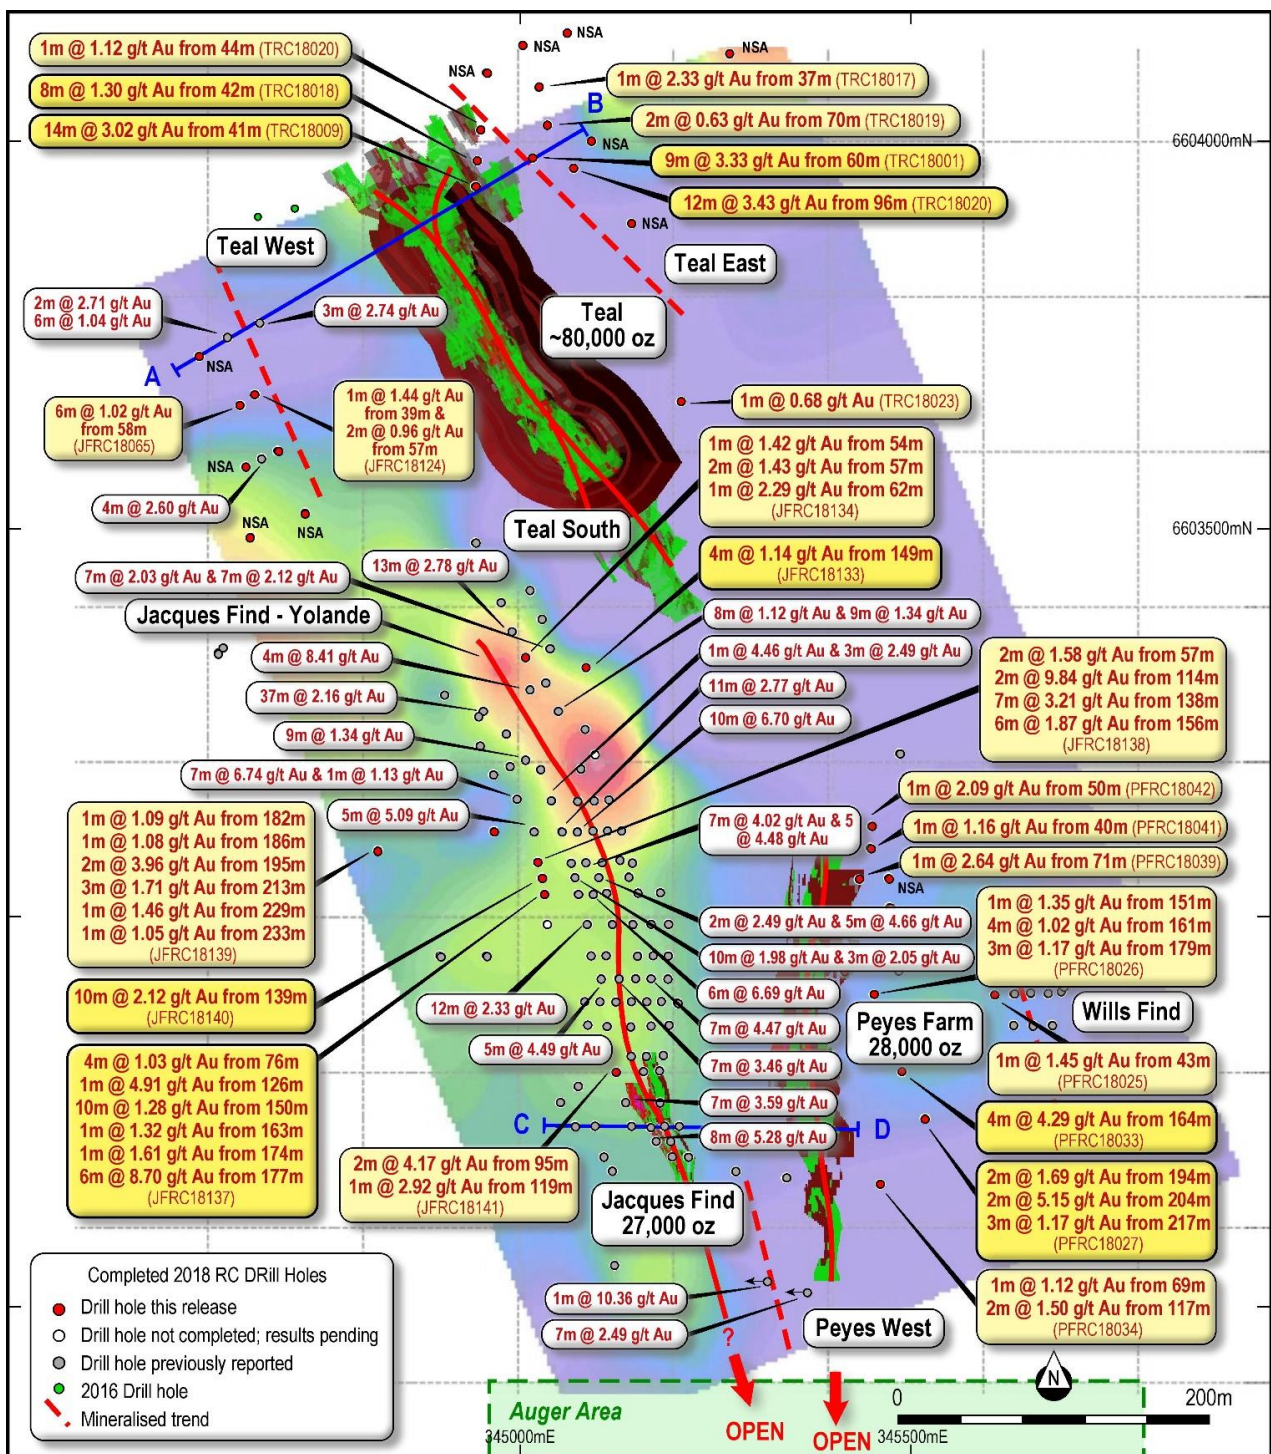 1m @ 1.12 g/t Au from 44m (TRC18020)
8m @ 1.30 g/t Au from 42m (TRC18018)
14m @ 3.02 g/t Au from 41m (TRC18009)
NSA
NSA
NSA
NSA
1m @ 2.33 g/t Au from 37m (TRC18017)
B
2m @ 0.63 g/t Au from 70m (TRC18019)
NSA
6604000mN
9m @ 3.33 g/t Au from 60m (TRC18001)
12m @ 3.43 g/t Au from 96m (TRC18020)
NSA
Teal West
Teal East
2m @ 2.71 g/t Au
6m @ 1.04 g/t Au
3m @ 2.74 g/t Au
Teal
~80,000 oz
NSA
A
6m @ 1.02 g/t Au
from 58m
(JFRC18065)
1m @ 1.44 g/t Au
from 39m &
2m @ 0.96 g/t Au
from 57m
(JFRC18124)
1m @ 0.68 g/t Au (TRC18023)
1m @ 1.42 g/t Au from 54m
2m @ 1.43 g/t Au from 57m
1m @ 2.29 g/t Au from 62m
(JFRC18134)
NSA
4m @ 2.60 g/t Au
NSA
NSA
Teal South
6603500mN
4m @ 1.14 g/t Au from 149m
(JFRC18133)
13m @ 2.78 g/t Au
7m @ 2.03 g/t Au & 7m @ 2.12 g/t Au
Jacques Find - Yolande
8m @ 1.12 g/t Au & 9m @ 1.34 g/t Au
4m @ 8.41 g/t Au
1m @ 4.46 g/t Au & 3m @ 2.49 g/t Au
37m @ 2.16 g/t Au
11m @ 2.77 g/t Au
10m @ 6.70 g/t Au
9m @ 1.34 g/t Au
2m @ 1.58 g/t Au from 57m
2m @ 9.84 g/t Au from 114m
7m @ 3.21 g/t Au from 138m
6m @ 1.87 g/t Au from 156m
(JFRC18138)
7m @ 6.74 g/t Au & 1m @ 1.13 g/t Au
5m @ 5.09 g/t Au
7m @ 4.02 g/t Au & 5
@ 4.48 g/t Au
1m @ 2.09 g/t Au from 50m (PFRC18042)
1m @ 1.16 g/t Au from 40m (PFRC18041)
1m @ 2.64 g/t Au from 71m (PFRC18039)
NSA
1m @ 1.09 g/t Au from 182m
1m @ 1.08 g/t Au from 186m
2m @ 3.96 g/t Au from 195m
3m @ 1.71 g/t Au from 213m
1m @ 1.46 g/t Au from 229m
1m @ 1.05 g/t Au from 233m
(JFRC18139)
2m @ 2.49 g/t Au & 5m @ 4.66 g/t Au
10m @ 1.98 g/t Au & 3m @ 2.05 g/t Au
1m @ 1.35 g/t Au from 151m
4m @ 1.02 g/t Au from 161m
3m @ 1.17 g/t Au from 179m
(PFRC18026)
10m @ 2.12 g/t Au from 139m
(JFRC18140)
12m @ 2.33 g/t Au
6m @ 6.69 g/t Au
7m @ 4.47 g/t Au
Peyes Farm
28,000 oz
Wills Find
5m @ 4.49 g/t Au
7m @ 3.46 g/t Au
1m @ 1.45 g/t Au from 43m
(PFRC18025)
4m @ 1.03 g/t Au from 76m
1m @ 4.91 g/t Au from 126m
10m @ 1.28 g/t Au from 150m
1m @ 1.32 g/t Au from 163m
1m @ 1.61 g/t Au from 174m
6m @ 8.70 g/t Au from 177m
(JFRC18137)
7m @ 3.59 g/t Au
C
D
8m @ 5.28 g/t Au
4m @ 4.29 g/t Au from 164m
(PFRC18033)
2m @ 4.17 g/t Au from 95m
1m @ 2.92 g/t Au from 119m
(JFRC18141)
Jacques Find
27,000 oz
2m @ 1.69 g/t Au from 194m
2m @ 5.15 g/t Au from 204m
3m @ 1.17 g/t Au from 217m
(PFRC18027)
1m @ 10.36 g/t Au
7m @ 2.49 g/t Au
?
Peyes West
1m @ 1.12 g/t Au from 69m
2m @ 1.50 g/t Au from 117m
(PFRC18034)
Completed 2018 RC DRill Holes
Drill hole this release
Drill hole not completed; results pending
Drill hole previously reported
2016 Drill hole
Mineralised trend
N
0
200m
Auger Area
OPEN
OPEN
345000mE
345500mE